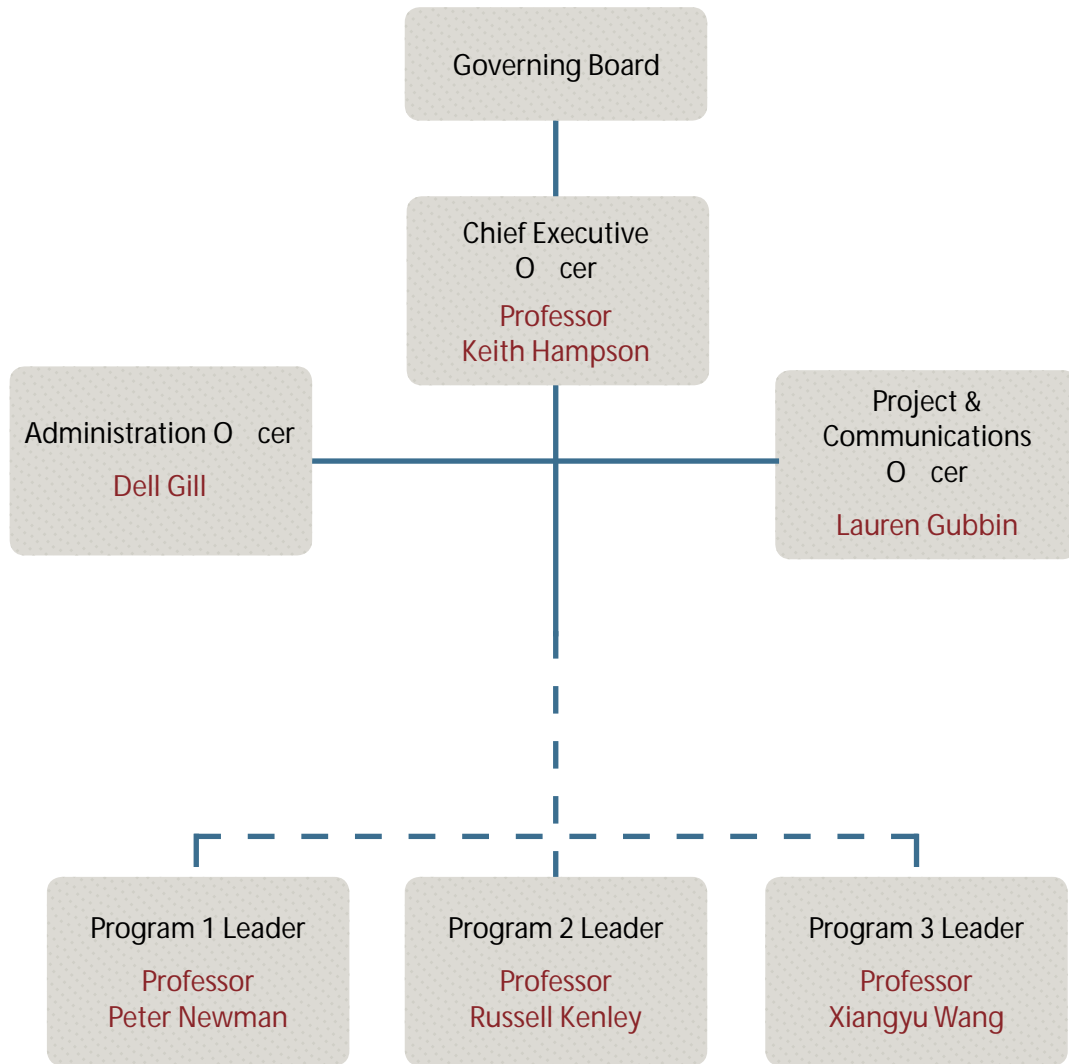 Governing Board
Chief Executive
O cer
Professor
Keith Hampson
Administration O cer
Dell Gill
Project &
Communications
O cer
Lauren Gubbin
Program 1 Leader
Professor
Peter Newman
Program 2 Leader
Professor
Russell Kenley
Program 3 Leader
Professor
Xiangyu Wang